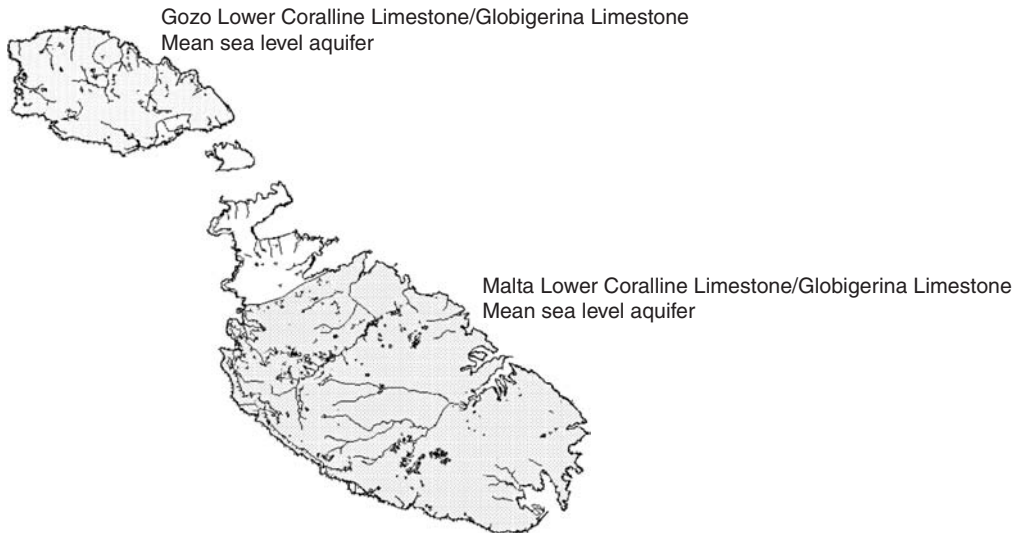 Gozo Lower Coralline Limestone/Globigerina Limestone
Mean sea level aquifer
Malta Lower Coralline Limestone/Globigerina Limestone
Mean sea level aquifer